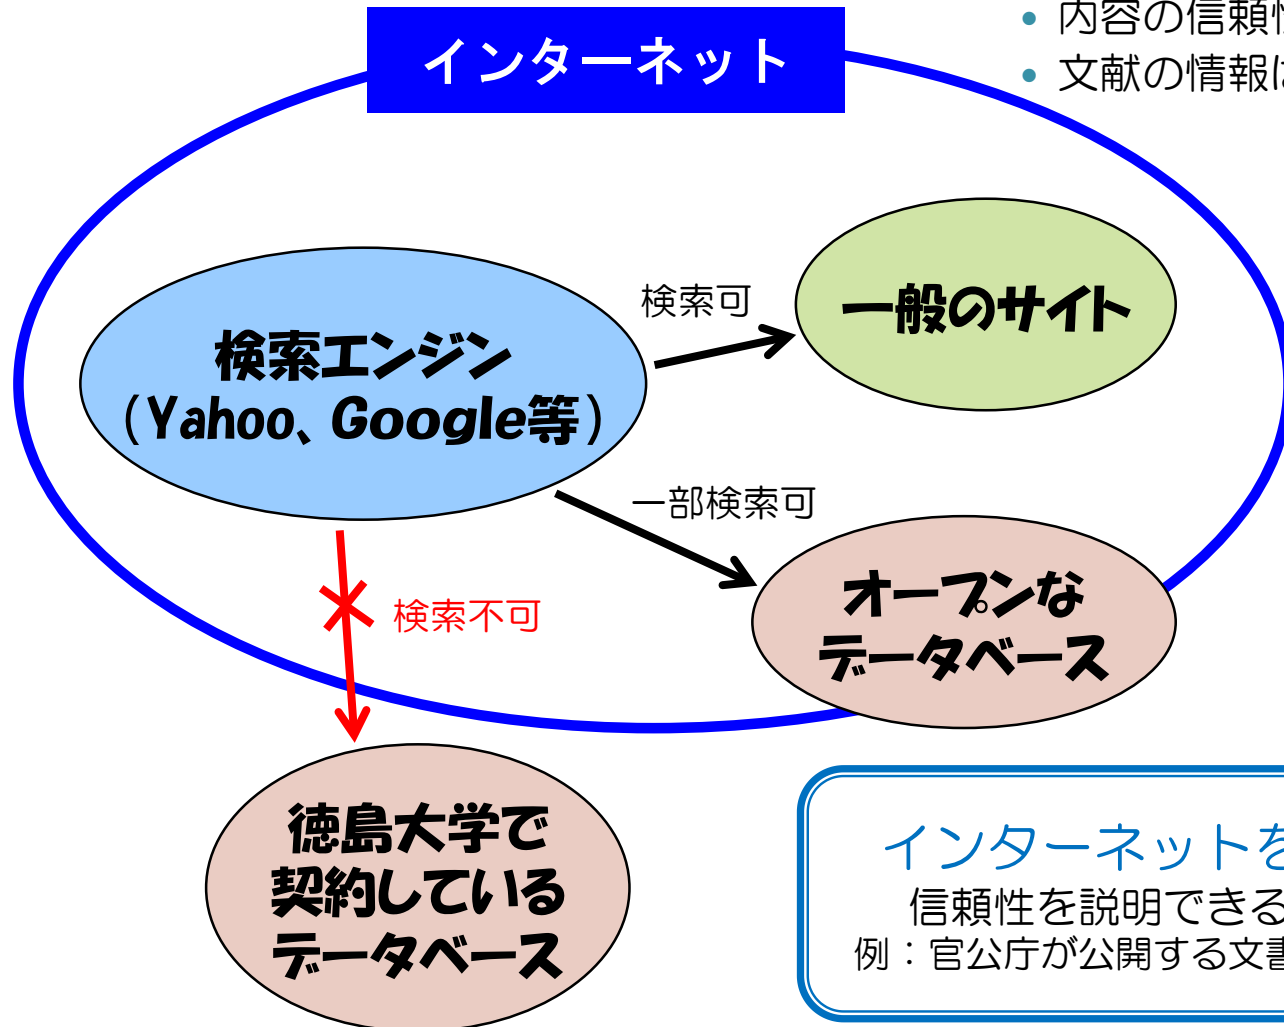 インターネット
• 内容の信頼
• 文献の情報
検索可
一般のサイト
検索エンジン
（Yahoo、Google等）
一部検索可
オープンな
データベース
検索不可
徳島大学で
契約している
データベース
インターネットを
信頼性を説明できる
例：官公庁が公開する文書